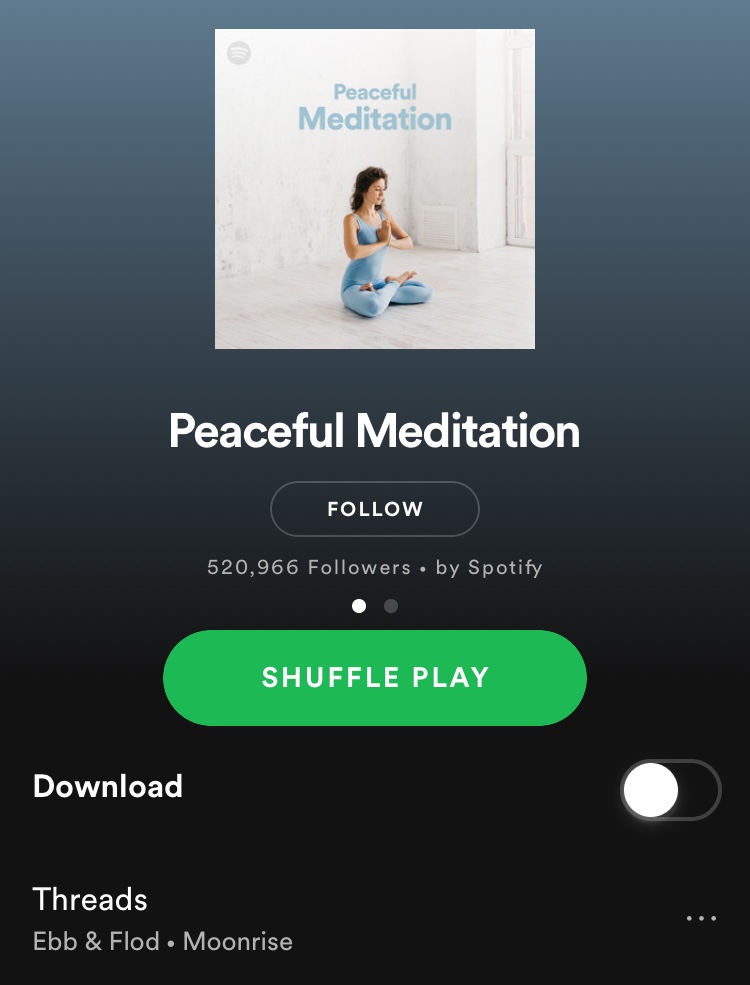 Peaceful
Meditation
Peaceful Meditation
FOLLOW
520,966 Followers • by Spotify
SHUFFLE PLAY
Download
Threads
Ebb & Flod • Moonrise